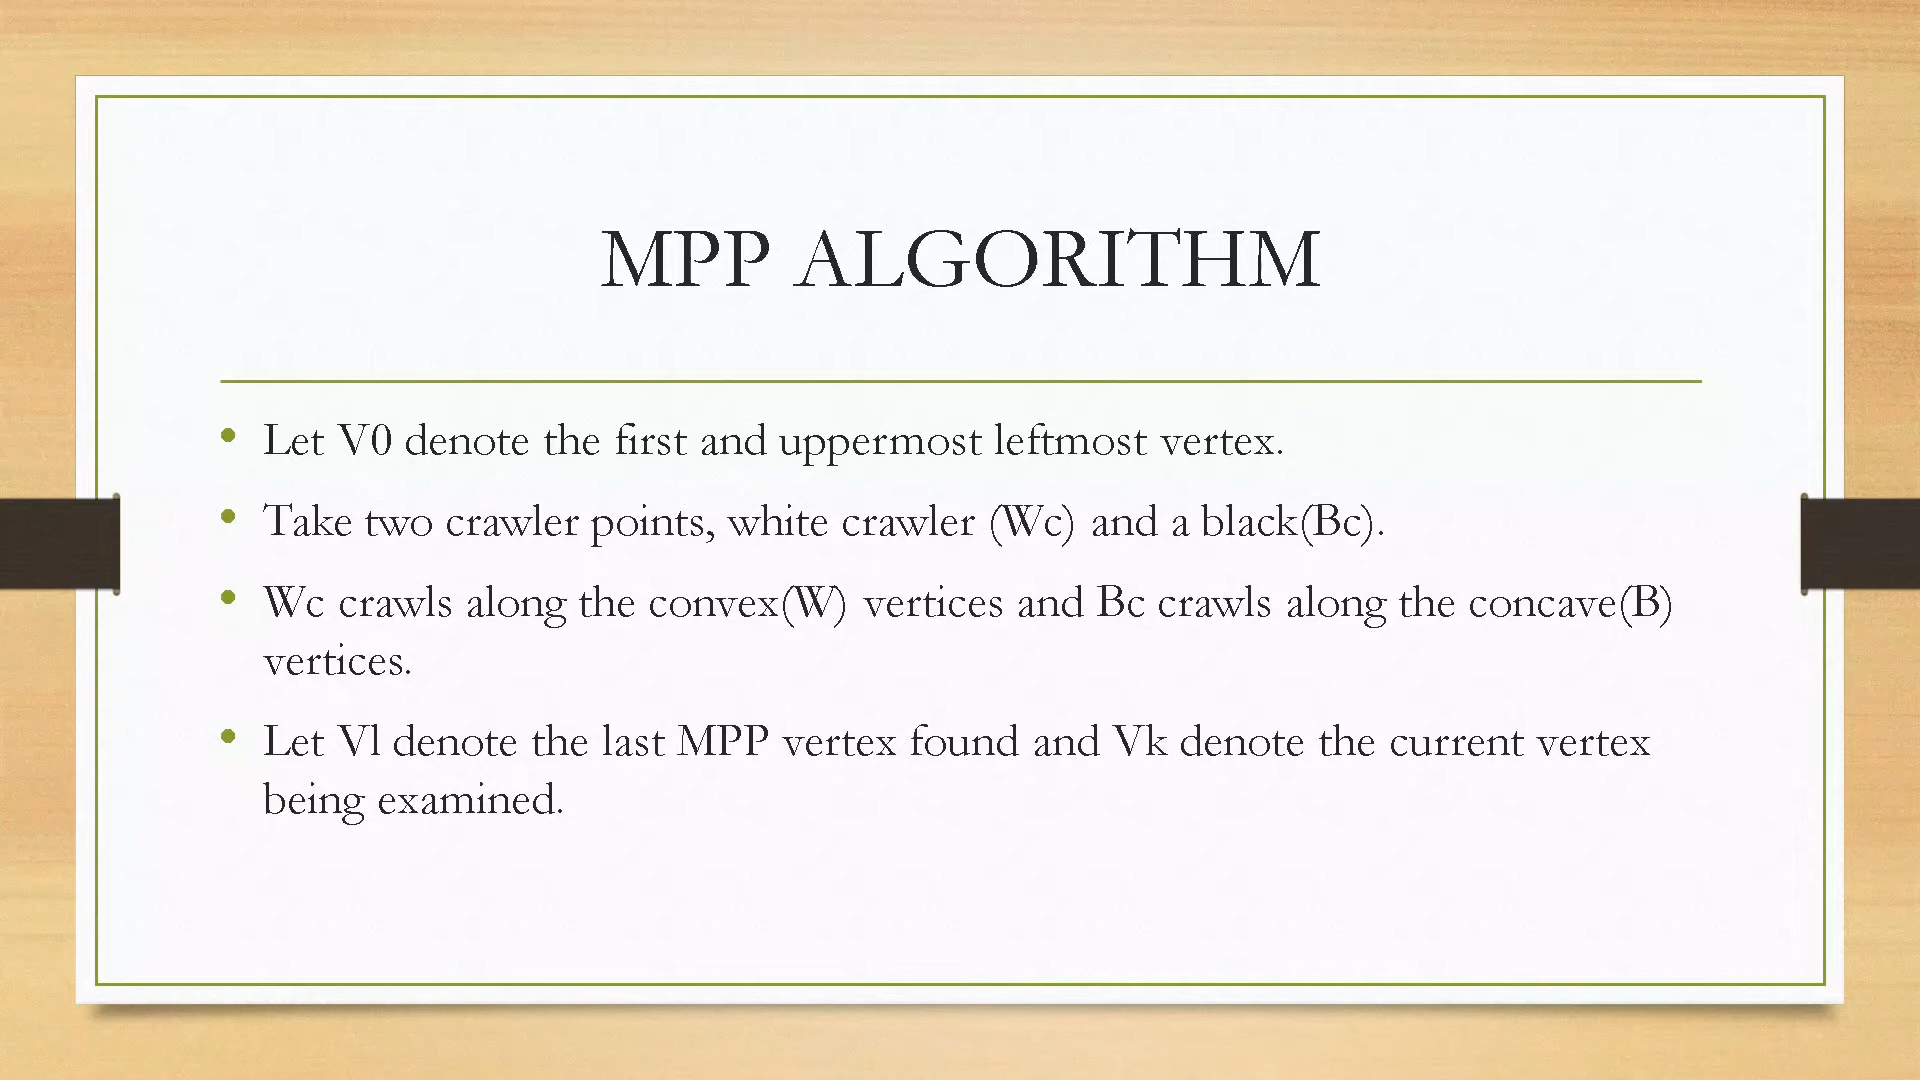 MPP ALGORITHM
• Let V0 denote the first and uppermost leftmost vertex.
• Take two crawler points, white crawler (Wc) and a black(Bc).
• Wc crawls along the convex(W) vertices and Bc crawls along the concave(B)
vertices.
• Let Vl denote the last MPP vertex found and Vk denote the current vertex
being examined.